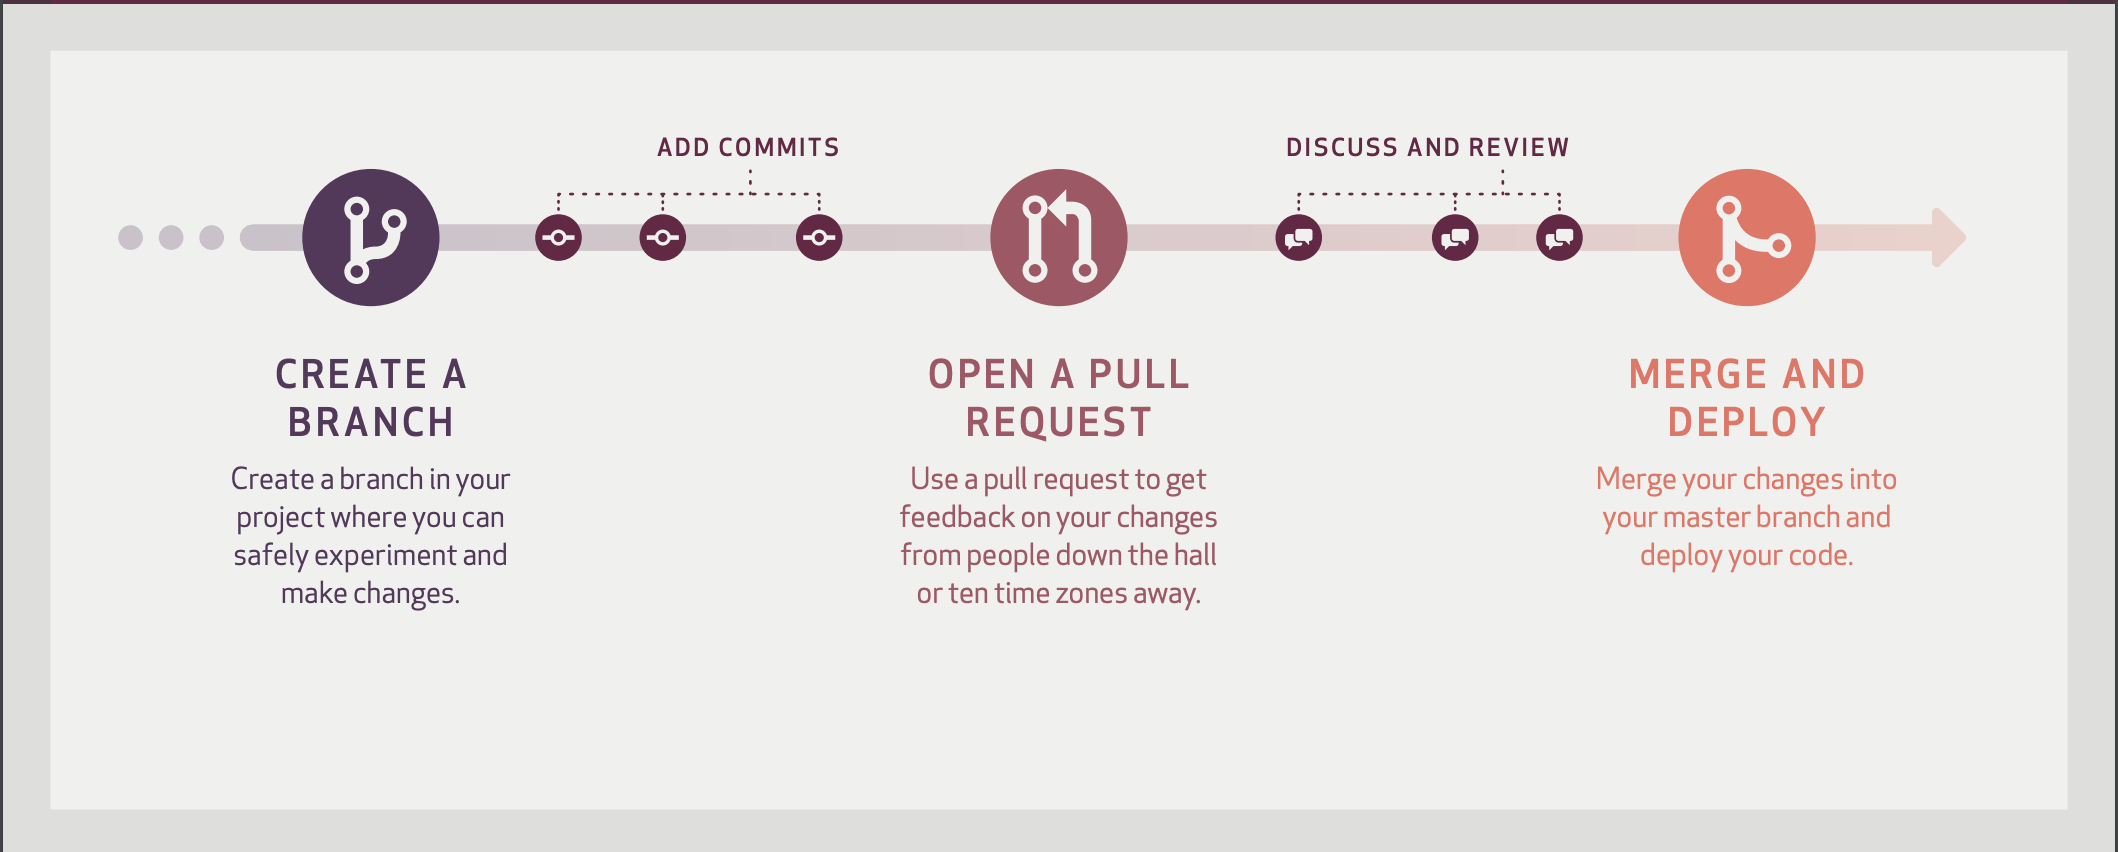 ADD COMMITS
DISCUSS AND REVIEW
CREATE A
BRANCH
Create a branch in your
project where you can
safely experiment and
make changes.
OPEN A PULL
REQUEST
Use a pull request to get
feedback on your changes
from people down the hall
or ten time zones away.
MERGE AND
DEPLOY
Merge your changes into
your master branch and
deploy your code.